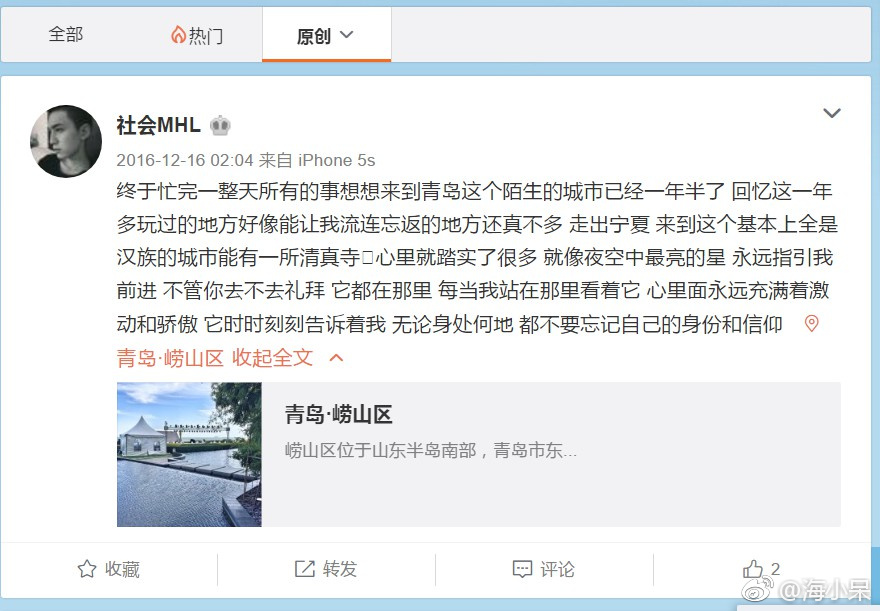 全部
热门
原创
社会MHL
2016-12-16 02:04 来自 iPhone 5s
终于忙完一整天所有的事想想来到青岛这个陌生的城市已经一年半了 回忆这一年
多玩过的地方好像能让我流连忘返的地方还真不多 走出宁夏 来到这个基本上全是
汉族的城市能有一所清真寺□心里就踏实了很多 就像夜空中最亮的星 永远指引我
前进 不管你去不去礼拜 它都在那里 每当我站在那里看着它 心里面永远充满着激
动和骄傲 它时时刻刻告诉着我 无论身处何地 都不要忘记自己的身份和信仰
青岛·崂山区 收起全文
青岛·崂山区
崂山区位于山东半岛南部，青岛市东...
收藏
转发
评论
2
@海小呆